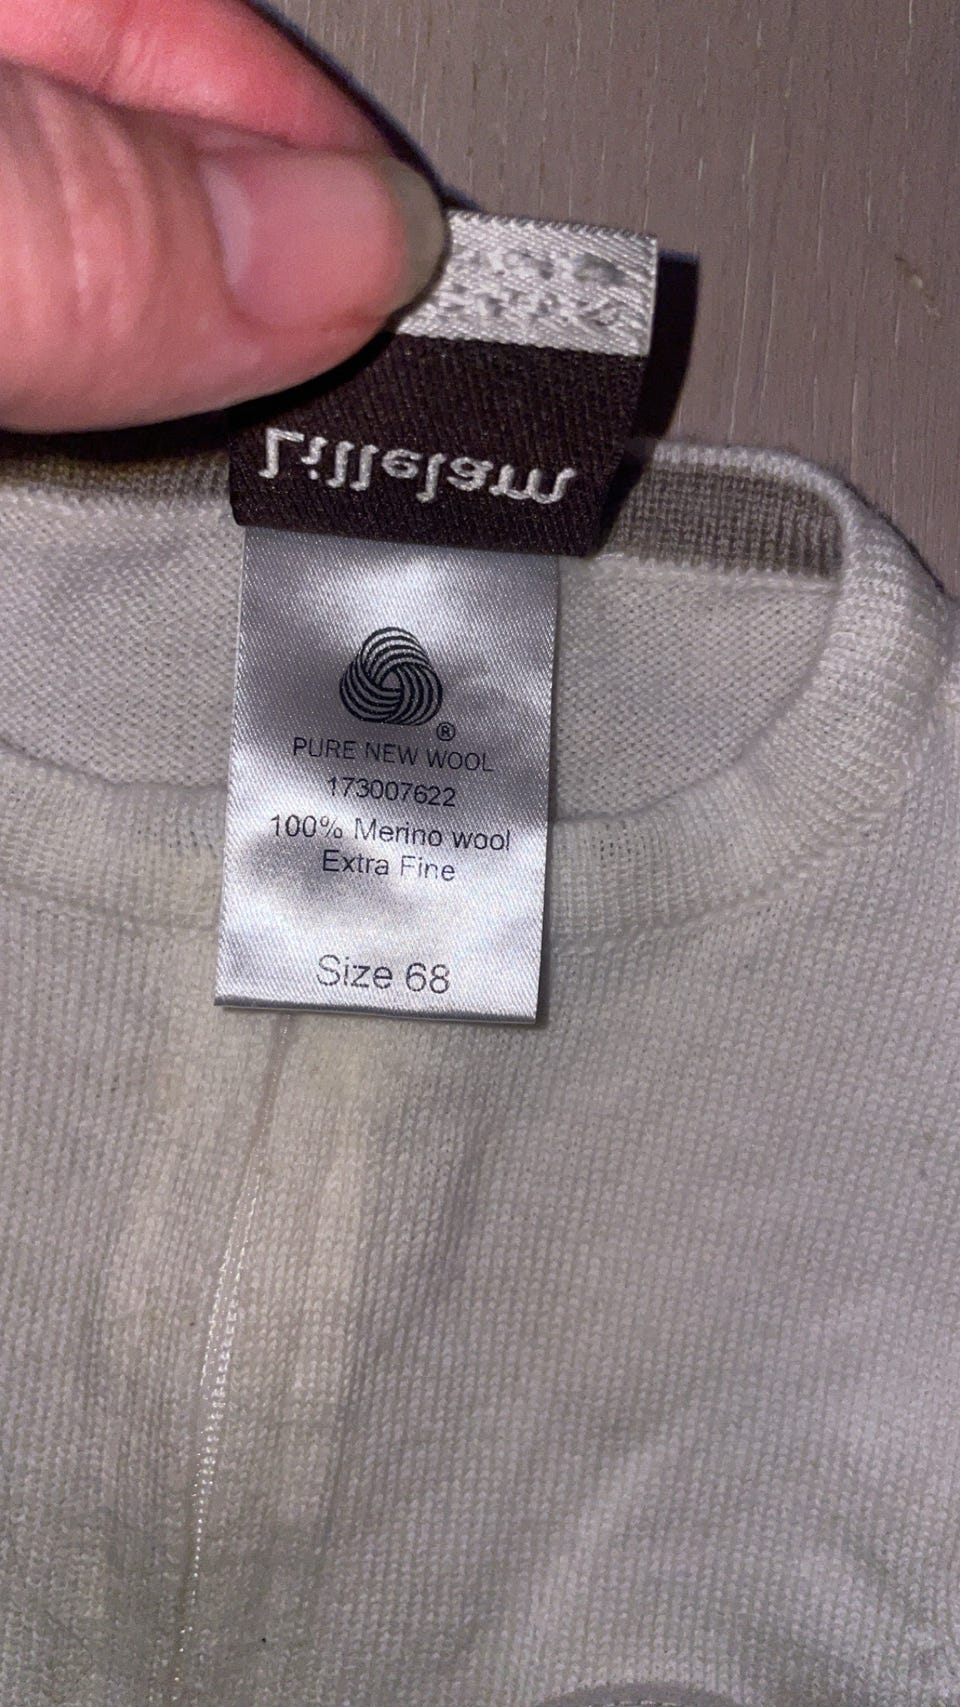 Lillelam
®
PURE NEW WOOL
173007622
100% Merino wool
Extra Fine
Size 68